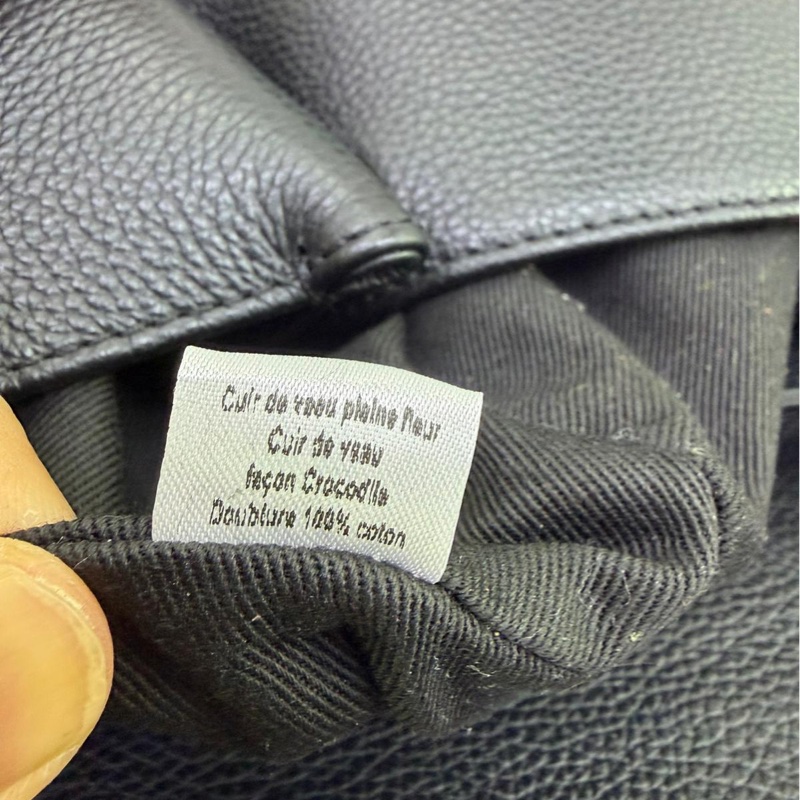 Cuir de veau pleine fleur
Cuir de veau
façon Crocodile
Doublure 100% coton